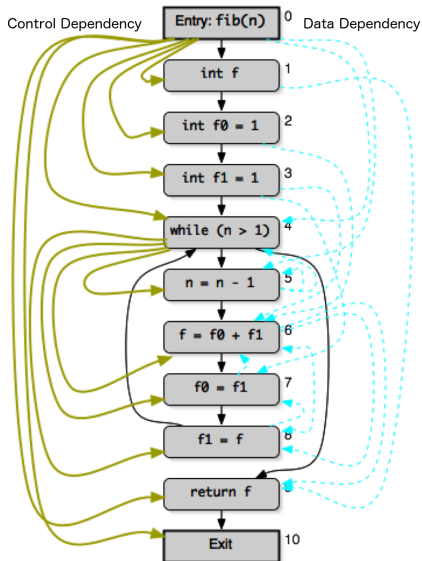 Control Dependency
Data Dependency
Entry: fib(n)
0
int f
1
int f0 = 1
2
int f1 = 1
3
while (n > 1)
4
n = n - 1
5
f = f0 + f1
6
f0 = f1
7
f1 = f
8
return f
Exit
10